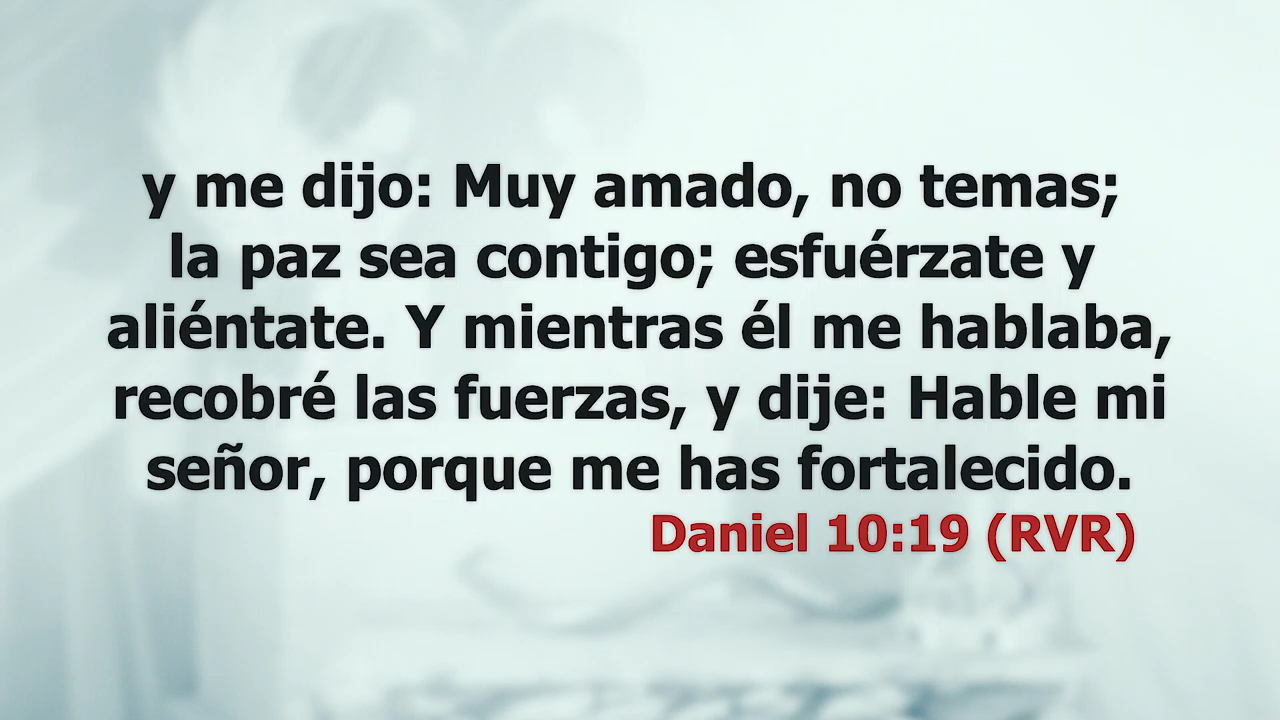 y me dijo: Muy amado, no temas;
la paz sea contigo; esfuérzate y
aliéntate. Y mientras él me hablaba,
recobré las fuerzas, y dije: Hable mi
señor, porque me has fortalecido.
Daniel 10:19 (RVR)